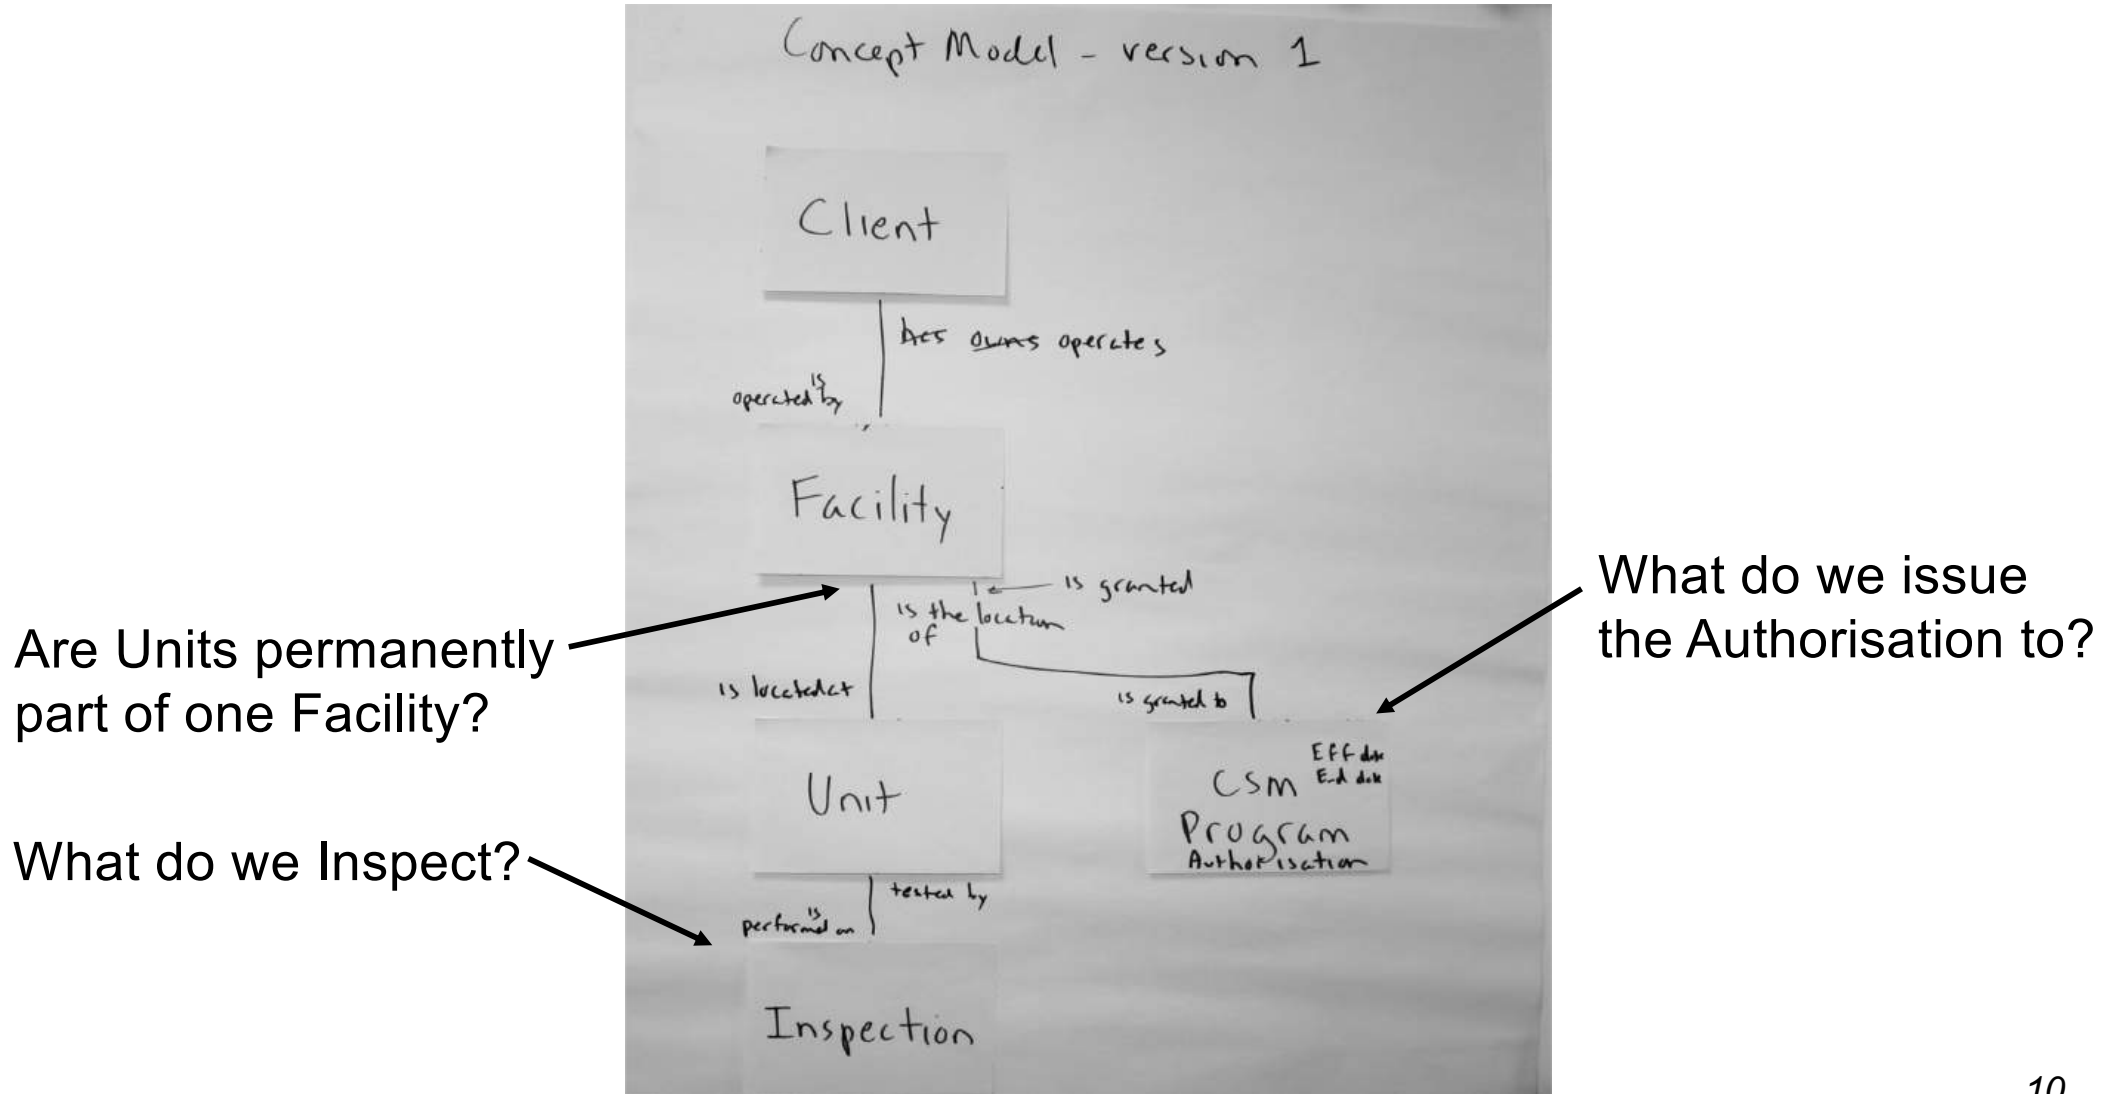 Concept Model - version 1
Client
has owns operates
is
operated by
Facility
is granted
is the location
of
What do we issue
the Authorisation to?
Are Units permanently
part of one Facility?
is located at
is granted to
Unit
CSM
Eff date
End date
Program
Authorisation
What do we Inspect?
tested by
is
performed on
Inspection
10